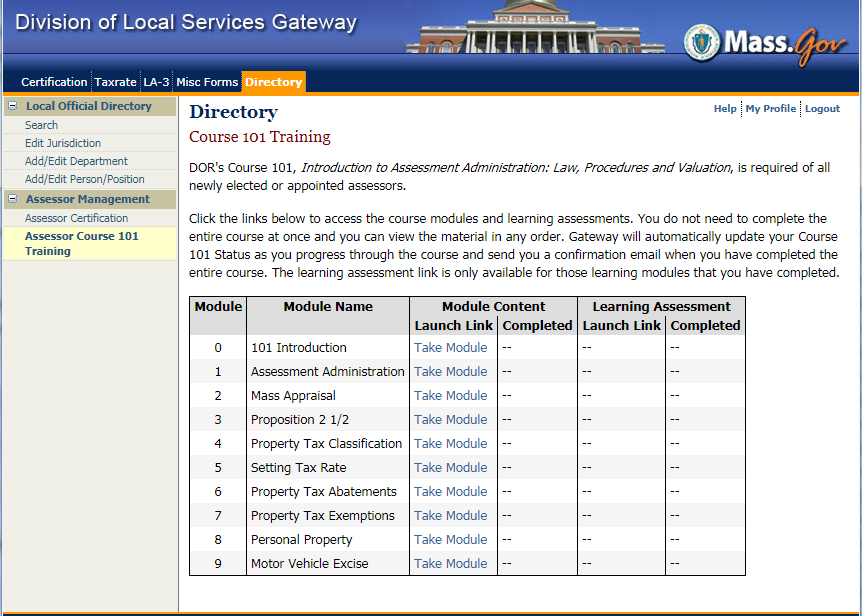 Division of Local Services Gateway
Mass.Gov
Certification Taxrate LA-3 Misc Forms Directory
Local Official Directory
Search
Edit Jurisdiction
Add/Edit Department
Add/Edit Person/Position
Assessor Management
Assessor Certification
Assessor Course 101
Training
Help My Profile Logout
Directory
Course 101 Training
DOR's Course 101, Introduction to Assessment Administration: Law, Procedures and Valuation, is required of all
newly elected or appointed assessors.
Click the links below to access the course modules and learning assessments. You do not need to complete the
entire course at once and you can view the material in any order. Gateway will automatically update your Course
101 Status as you progress through the course and send you a confirmation email when you have completed the
entire course. The learning assessment link is only available for those learning modules that you have completed.
Module Module Name Module Content Learning Assessment
Launch Link Completed Launch Link Completed
0 101 Introduction Take Module -- -- --
1 Assessment Administration Take Module -- -- --
2 Mass Appraisal Take Module -- -- --
3 Proposition 2 1/2 Take Module -- -- --
4 Property Tax Classification Take Module -- -- --
5 Setting Tax Rate Take Module -- -- --
6 Property Tax Abatements Take Module -- -- --
7 Property Tax Exemptions Take Module -- -- --
8 Personal Property Take Module -- -- --
9 Motor Vehicle Excise Take Module -- -- --